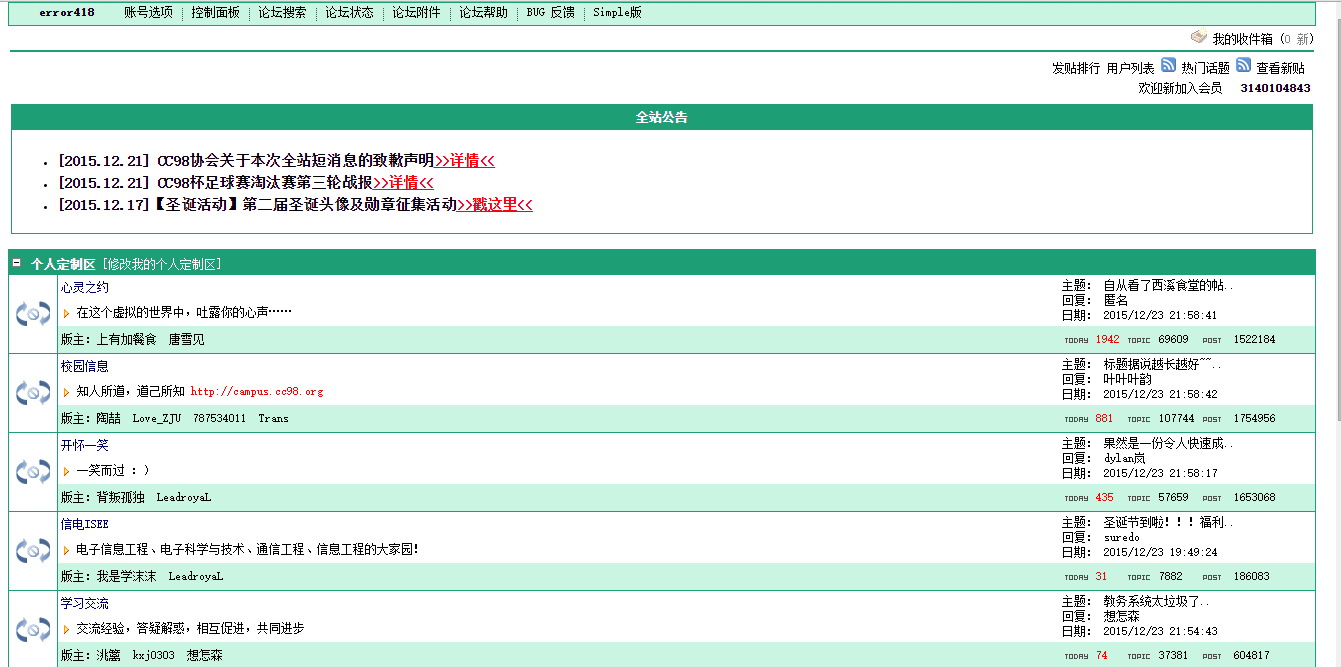 error418 账号选项 控制面板 论坛搜索 论坛状态 论坛附件 论坛帮助 BUG 反馈 Simple版
我的收件箱 (0 新)
发贴排行 用户列表 热门话题 查看新贴
欢迎新加入会员 3140104843
全站公告
[2015.12.21] CC98协会关于本次全站短消息的致歉声明>>详情<<
[2015.12.21] CC98杯足球赛淘汰赛第三轮战报>>详情<<
[2015.12.17]【圣诞活动】第二届圣诞头像及勋章征集活动>>戳这里<<
个人定制区 [修改我的个人定制区]
心灵之约
在这个虚拟的世界中，吐露你的心声……
版主：上有加餐食 唐雪见
主题： 自从看了西溪食堂的帖..
回复： 匿名
日期： 2015/12/23 21:58:41
TODAY 1942 TOPIC 69609 POST 1522184
校园信息
知人所道，道己所知 http://campus.cc98.org
版主：陶喆 Love_ZJU 787534011 Trans
主题： 标题据说越长越好~~..
回复： 叶叶叶韵
日期： 2015/12/23 21:58:42
TODAY 881 TOPIC 107744 POST 1754956
开怀一笑
一笑而过 : )
版主：背叛孤独 LeadroyaL
主题： 果然是一份令人快速成..
回复： dylan岚
日期： 2015/12/23 21:58:17
TODAY 435 TOPIC 57659 POST 1653068
信电ISEE
电子信息工程、电子科学与技术、通信工程、信息工程的大家园！
版主：我是学沫沫 LeadroyaL
主题： 圣诞节到啦！！！福利..
回复： suredo
日期： 2015/12/23 19:49:24
TODAY 31 TOPIC 7882 POST 186083
学习交流
交流经验，答疑解惑，相互促进，共同进步
版主：洮篱 kxj0303 想怎森
主题： 教务系统太垃圾了..
回复： 想怎森
日期： 2015/12/23 21:54:43
TODAY 74 TOPIC 37381 POST 604817